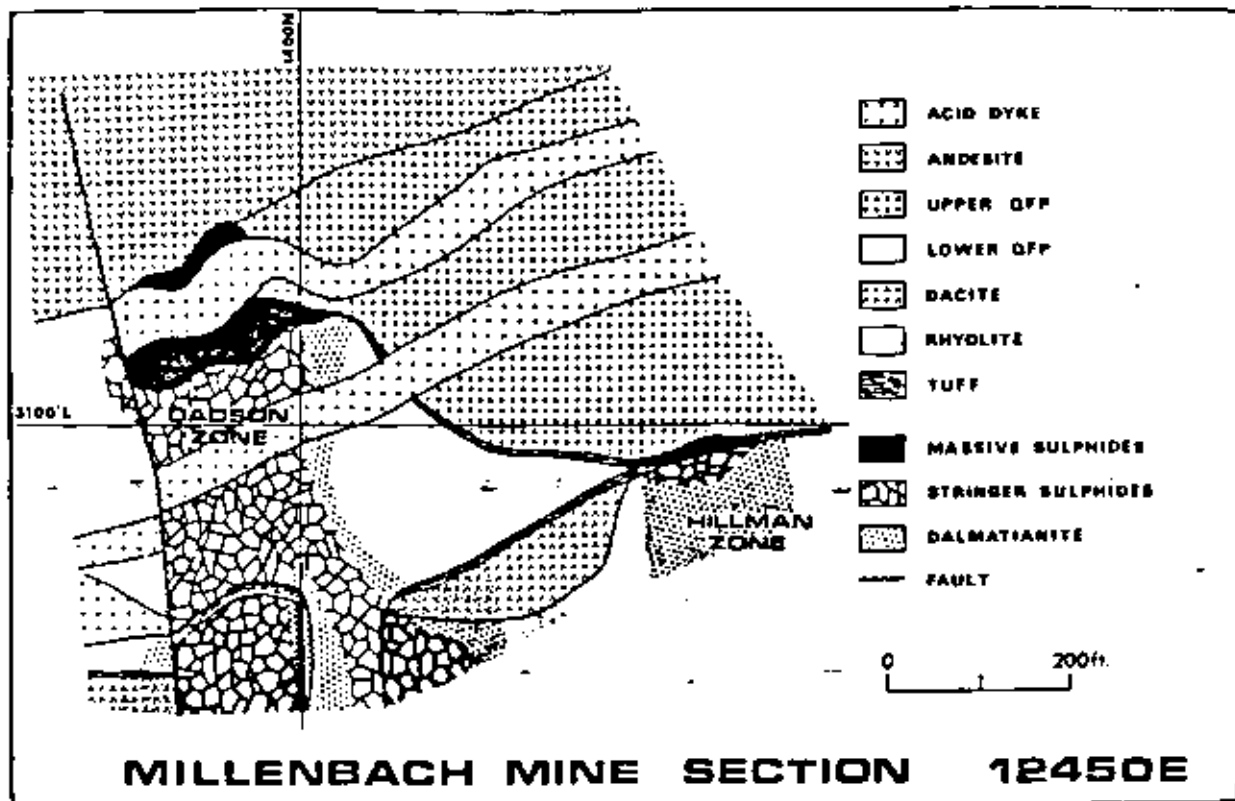 1400N
ACID DYKE
ANDESITE
UPPER QFP
LOWER QFP
DACITE
RHYOLITE
TUFF
3100'L
DADSON
ZONE
MASSIVE SULPHIDES
STRINGER SULPHIDES
HILLMAN
ZONE
DALMATIANITE
FAULT
0 200ft.
MILLENBACH MINE SECTION 12450E